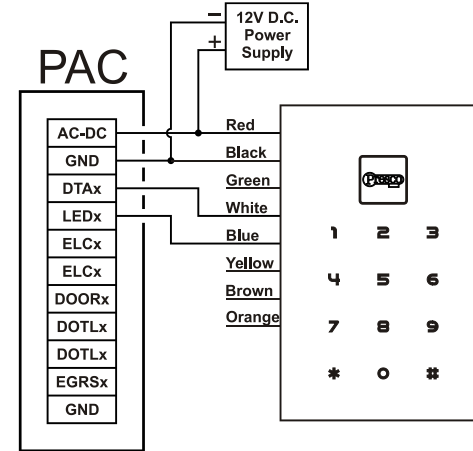 12V D.C.
Power
Supply
−
+
PAC
AC-DC
GND
DTAx
LEDx
ELCx
ELCx
DOORx
DOTLx
DOTLx
EGRSx
GND
Red
Black
Green
White
Blue
Yellow
Brown
Orange
Presco
1 2 3
4 5 6
7 8 9
* 0 #